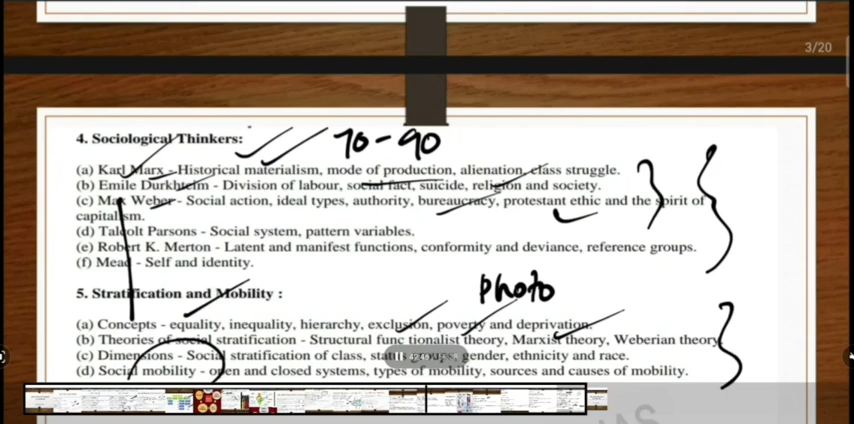 3/20
4. Sociological Thinkers:
70-90
(a) Karl Marx - Historical materialism, mode of production, alienation, class struggle.
(b) Emile Durkheim - Division of labour, social fact, suicide, religion and society.
(c) Max Weber - Social action, ideal types, authority, bureaucracy, protestant ethic and the spirit of
capitalism.
(d) Talcolt Parsons - Social system, pattern variables.
(e) Robert K. Merton - Latent and manifest functions, conformity and deviance, reference groups.
(f) Mead - Self and identity.
Photo
5. Stratification and Mobility :
(a) Concepts - equality, inequality, hierarchy, exclusion, poverty and deprivation.
(b) Theories of social stratification - Structural func tionalist theory, Marxist theory, Weberian theory.
(c) Dimensions - Social stratification of class, status groups, gender, ethnicity and race.
(d) Social mobility - open and closed systems, types of mobility, sources and causes of mobility.